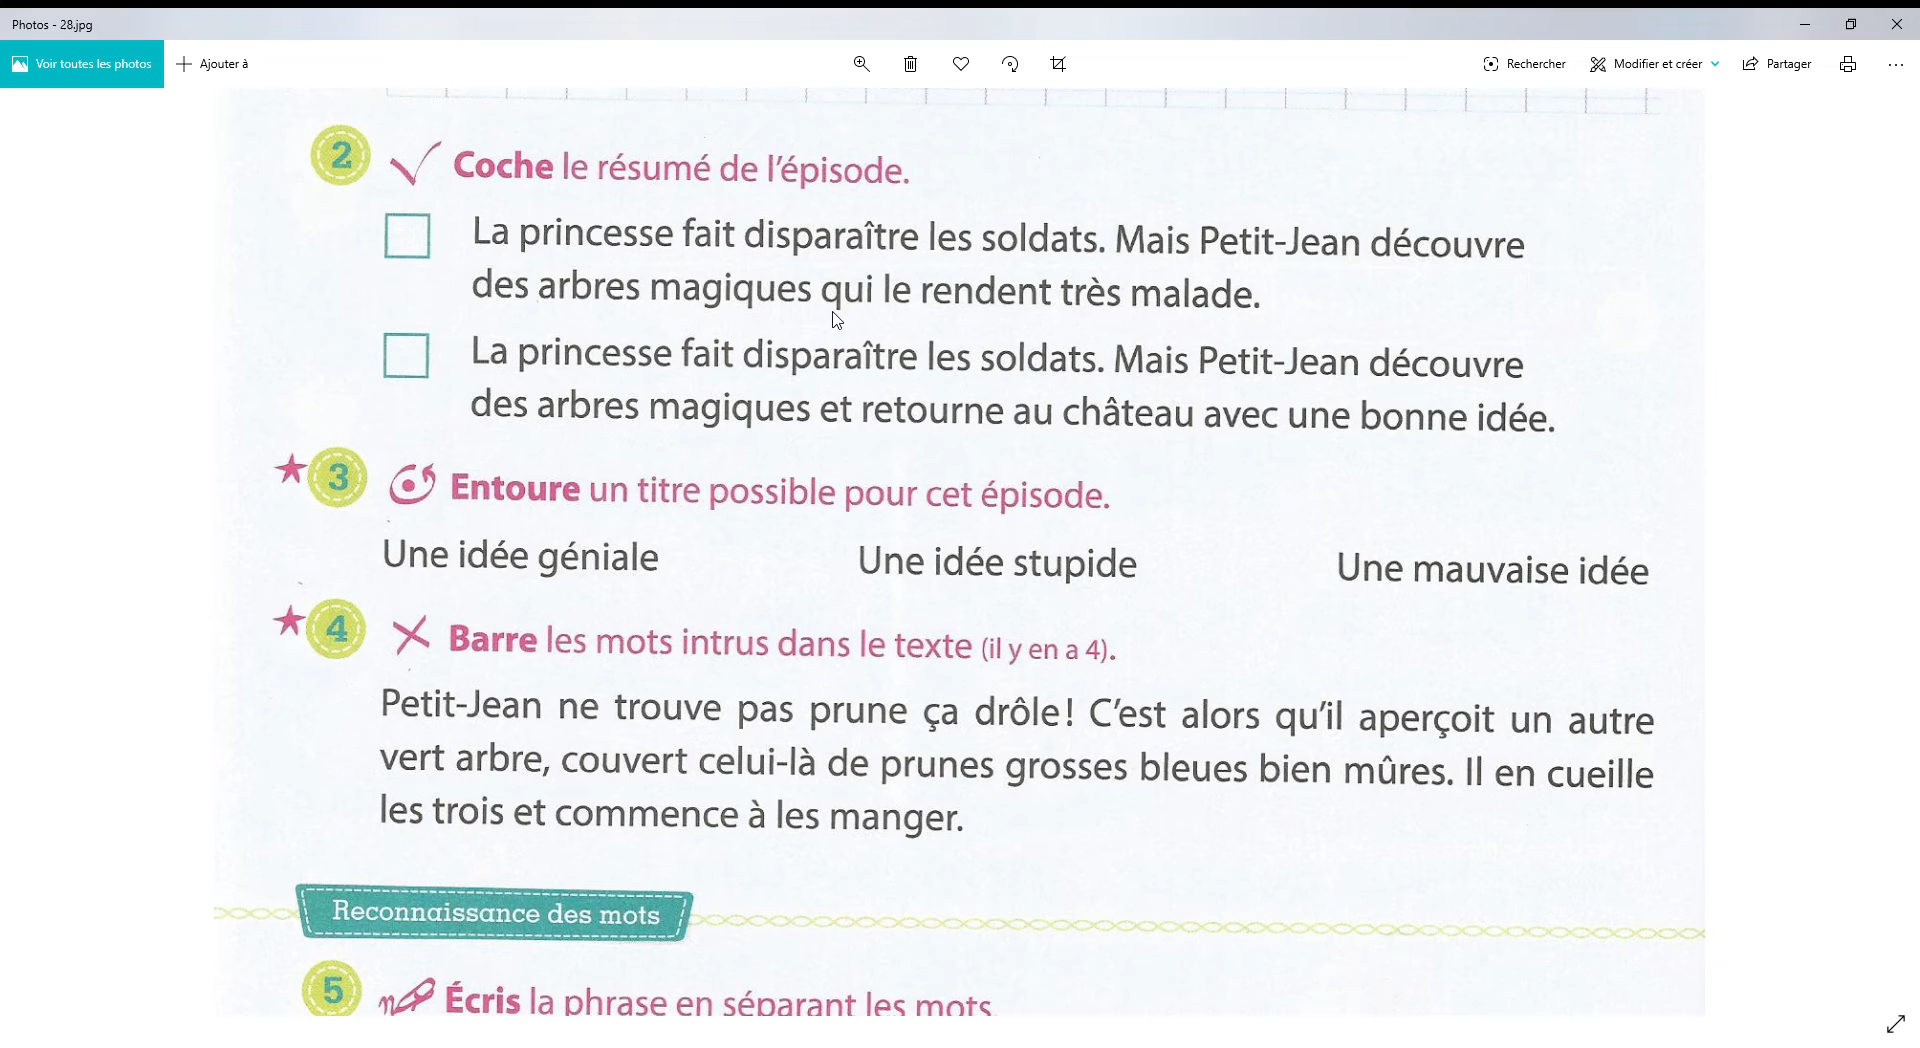 Photos - 28.jpg
Voir toutes les photos
Ajouter à
Rechercher
Modifier et créer
Partager
2 Coche le résumé de l'épisode.
La princesse fait disparaître les soldats. Mais Petit-Jean découvre
des arbres magiques qui le rendent très malade.
La princesse fait disparaître les soldats. Mais Petit-Jean découvre
des arbres magiques et retourne au château avec une bonne idée.
3 Entoure un titre possible pour cet épisode.
Une idée géniale Une idée stupide Une mauvaise idée
4 Barre les mots intrus dans le texte (il y en a 4).
Petit-Jean ne trouve pas prune ça drôle! C'est alors qu'il aperçoit un autre
vert arbre, couvert celui-là de prunes grosses bleues bien mûres. Il en cueille
les trois et commence à les manger.
Reconnaissance des mots
5 Écris la phrase en séparant les mots.